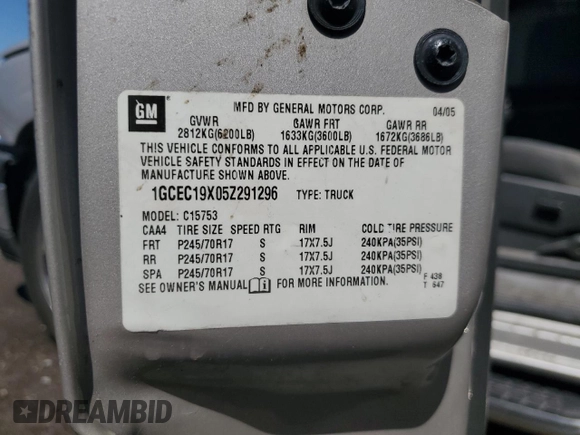 GM
MFD BY GENERAL MOTORS CORP. 04/05
GVWR GAWR FRT GAWR RR
2812KG(6200LB) 1633KG(3600LB) 1672KG(3686LB)
THIS VEHICLE CONFORMS TO ALL APPLICABLE U.S. FEDERAL MOTOR
VEHICLE SAFETY STANDARDS IN EFFECT ON THE DATE OF
MANUFACTURE SHOWN ABOVE.
1GCEC19X05Z291296 TYPE: TRUCK
MODEL: C15753
CAA4 TIRE SIZE SPEED RTG RIM COLD TIRE PRESSURE
FRT P245/70R17 S 17X7.5J 240KPA(35PSI)
RR P245/70R17 S 17X7.5J 240KPA(35PSI)
SPA P245/70R17 S 17X7.5J 240KPA(35PSI)
SEE OWNER'S MANUAL FOR MORE INFORMATION.
F 438
T 647
DREAMBID